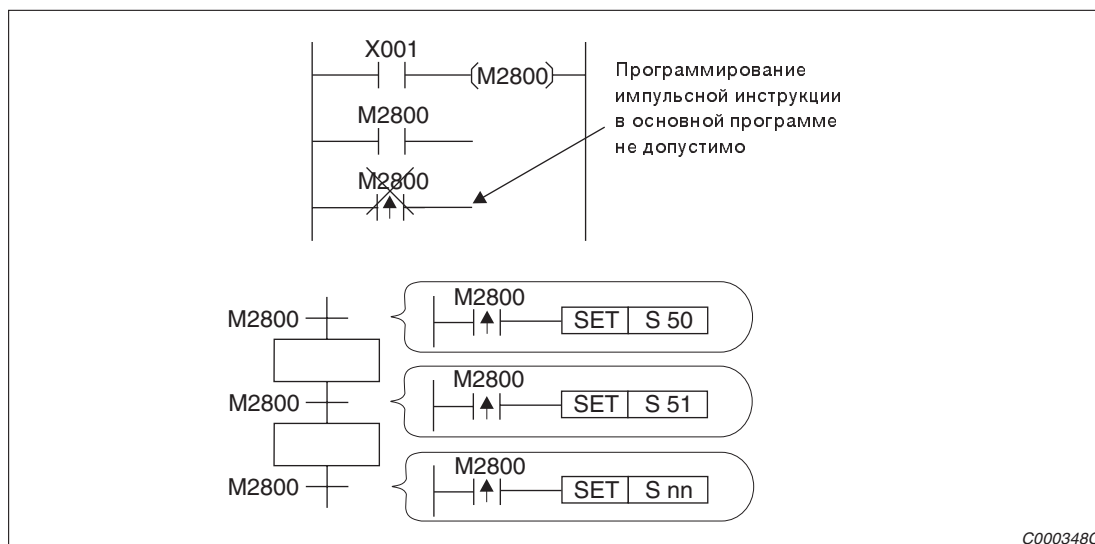 X001
(M2800)
Программирование
импульсной инструкции
в основной программе
не допустимо
M2800
M2800
M2800
M2800
SET S 50
M2800
M2800
SET S 51
M2800
M2800
SET S nn
C000348C